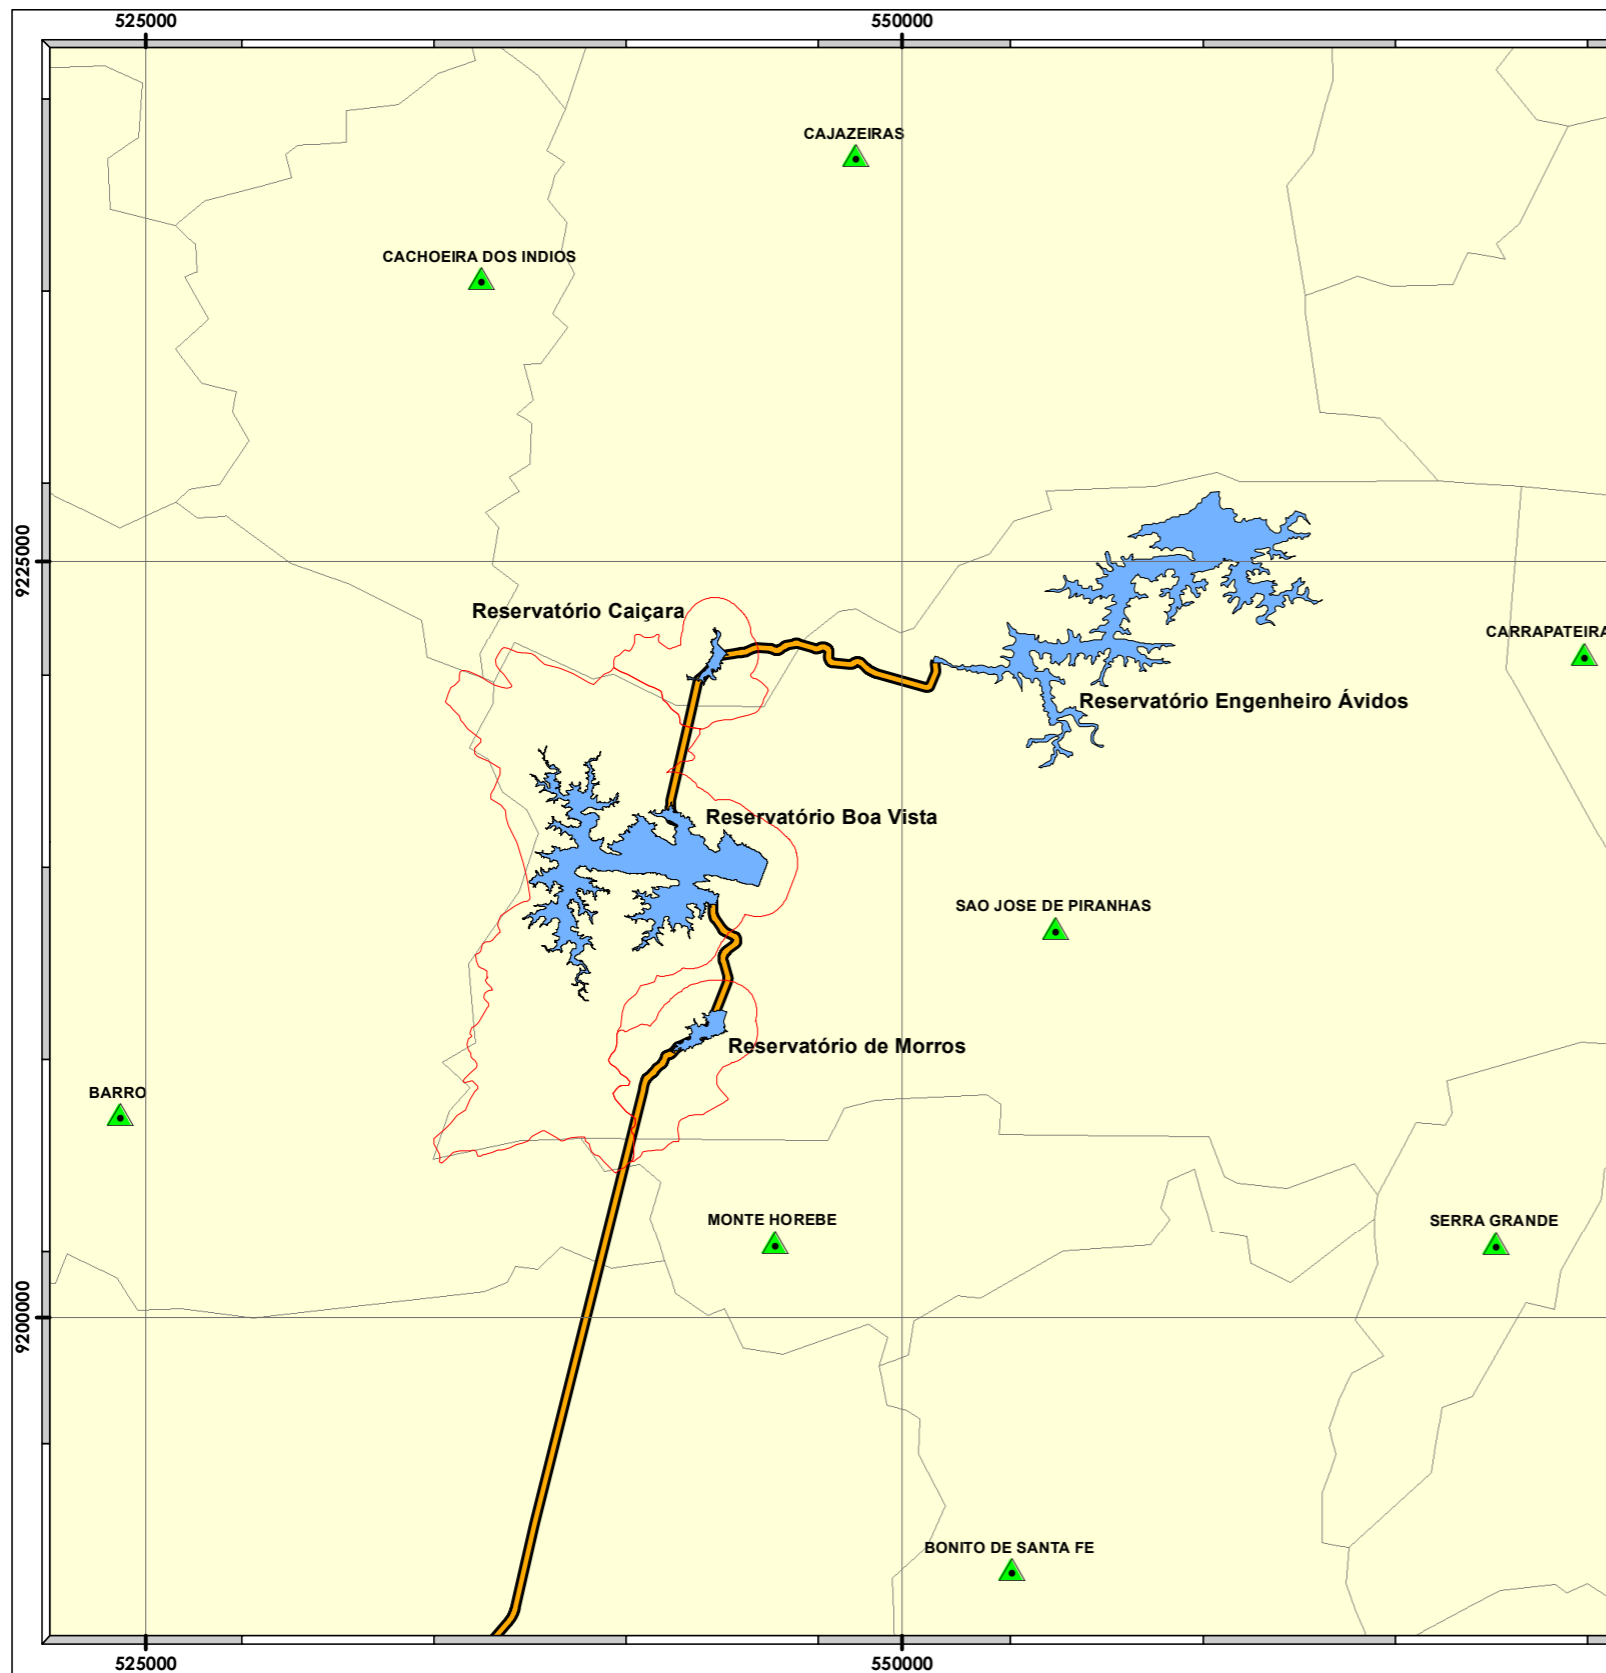 525000
550000
CAJAZEIRAS
CACHOEIRA DOS INDIOS
9225000
Reservatório Caiçara
CARRAPATEIRA
Reservatório Engenheiro Ávidos
Reservatório Boa Vista
SAO JOSE DE PIRANHAS
Reservatório de Morros
BARRO
MONTE HOREBE
SERRA GRANDE
9200000
BONITO DE SANTA FE
525000
550000